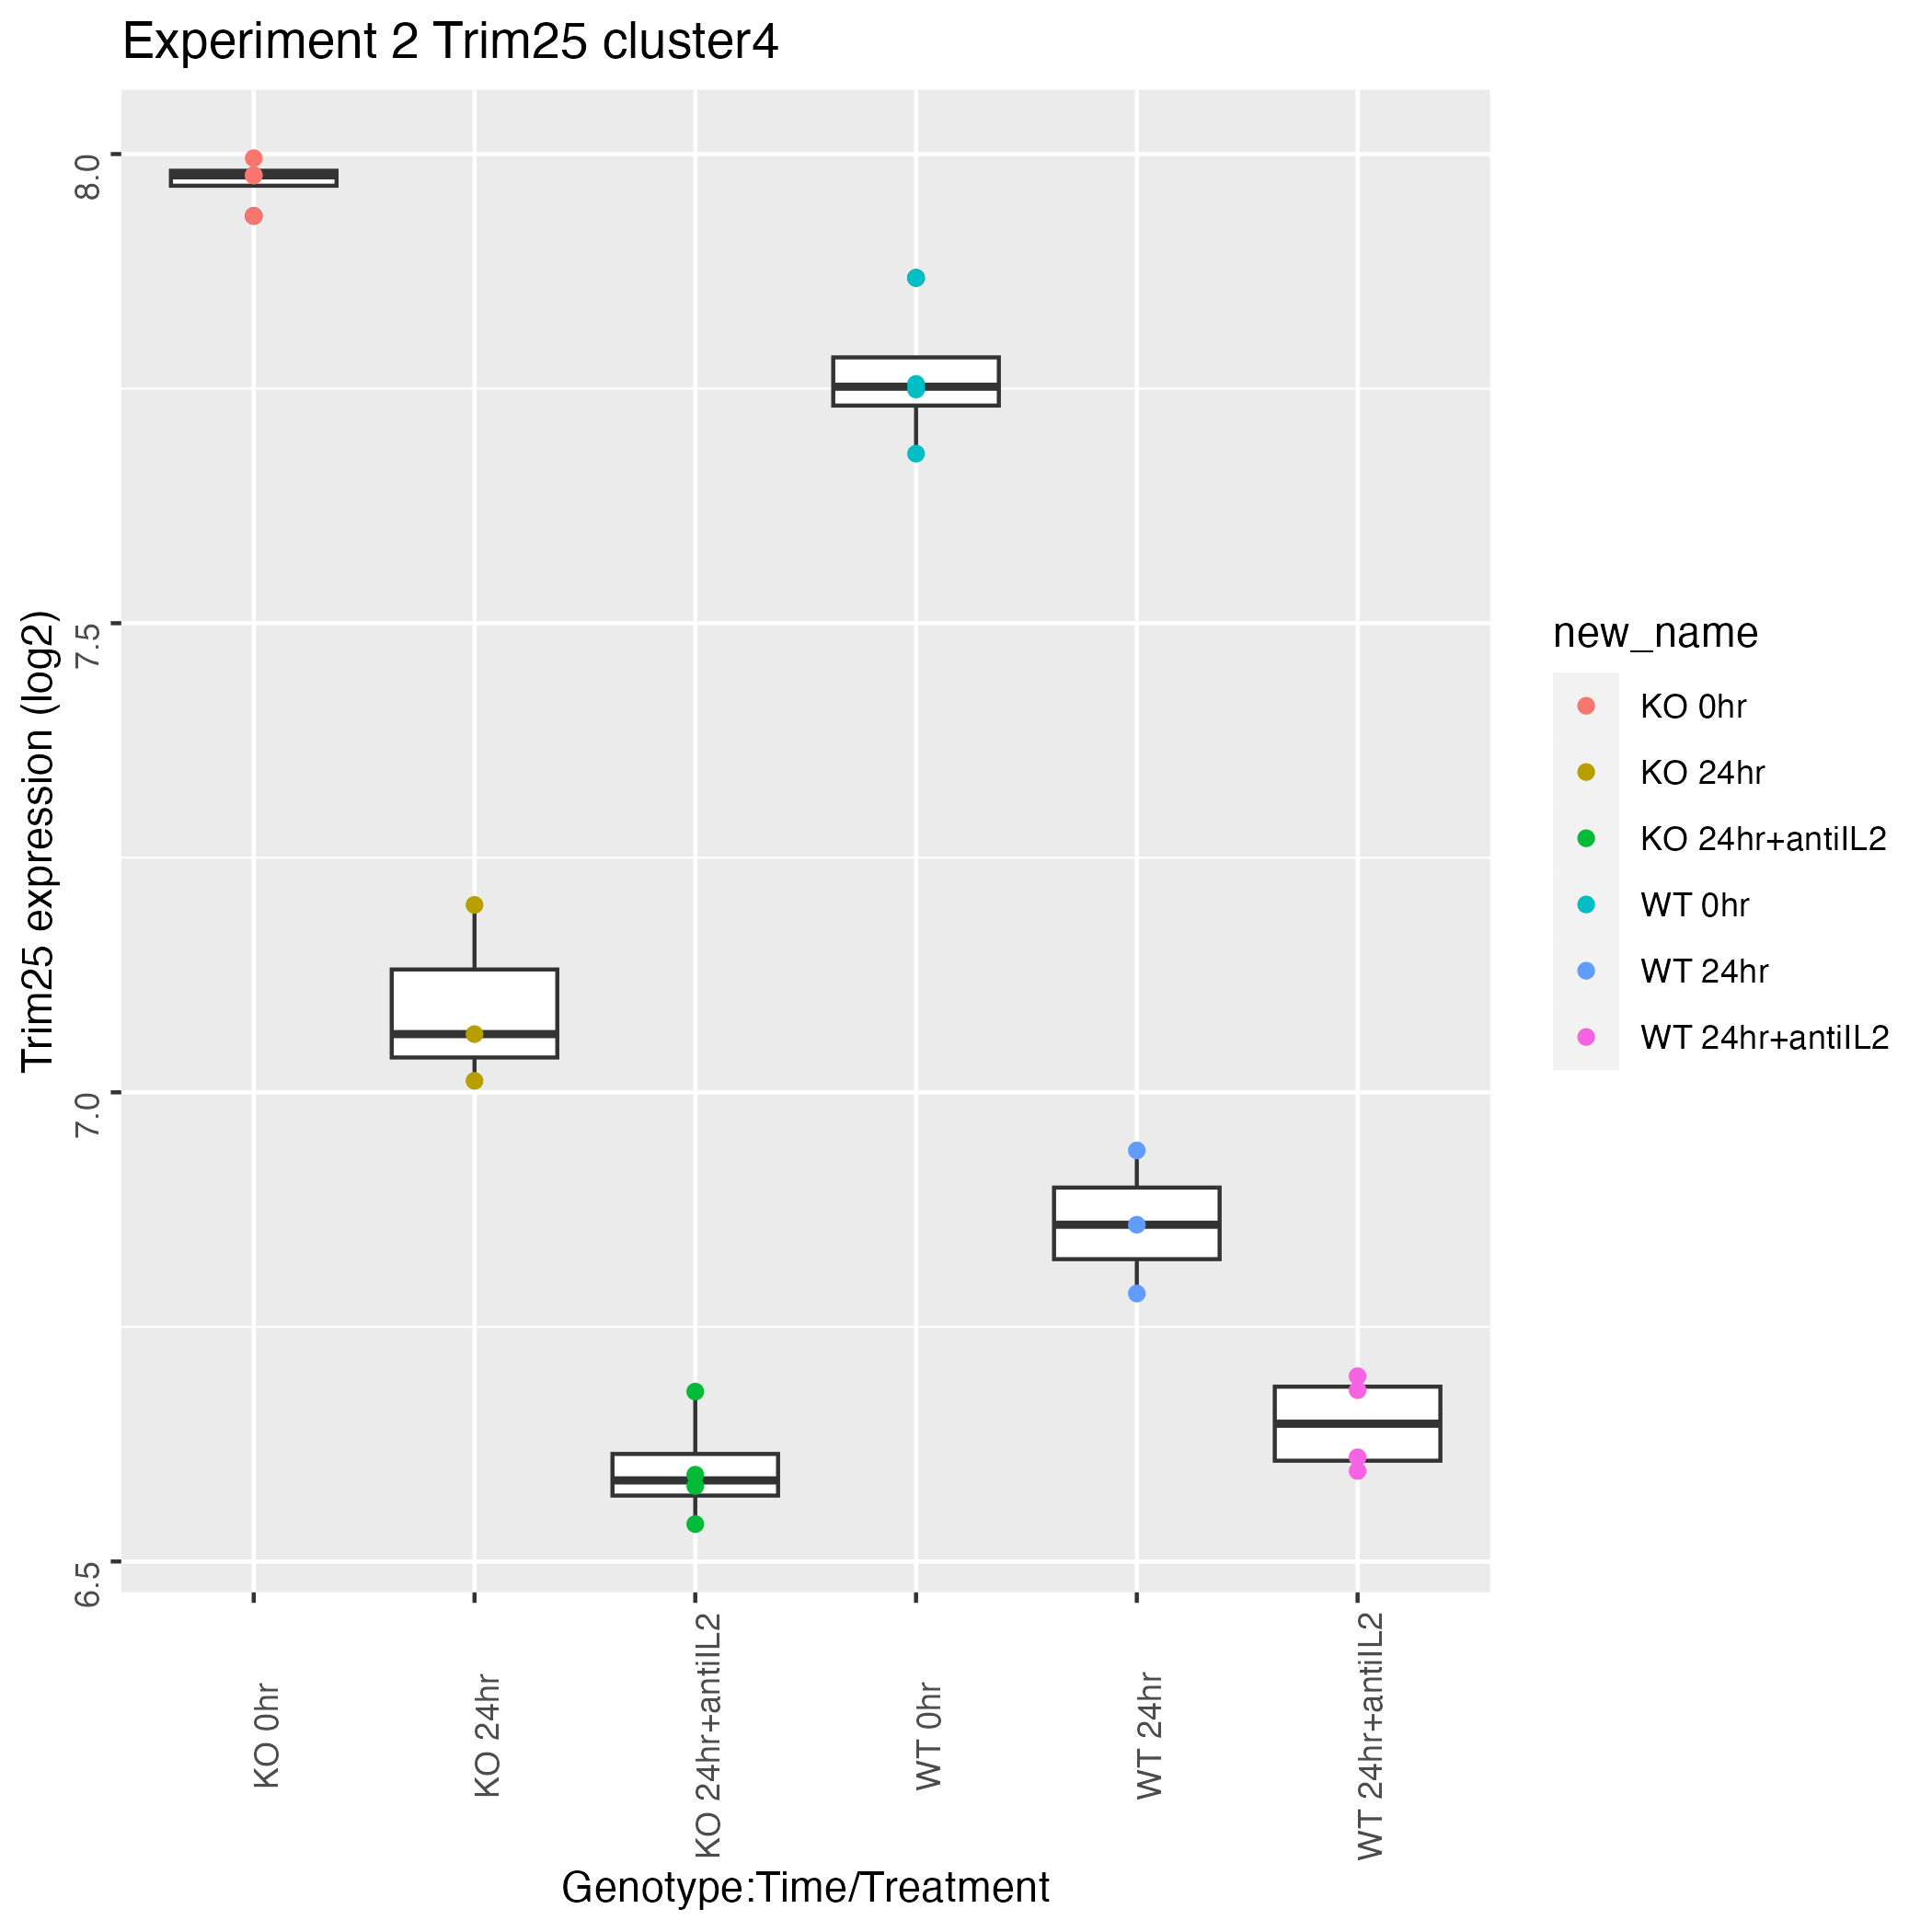 Experiment 2 Trim25 cluster4
Trim25 expression (log2)
8.0
7.5
7.0
6.5
KO 0hr
KO 24hr
KO 24hr+antiIL2
WT 0hr
WT 24hr
WT 24hr+antiIL2
Genotype:Time/Treatment
new_name
KO 0hr
KO 24hr
KO 24hr+antiIL2
WT 0hr
WT 24hr
WT 24hr+antiIL2